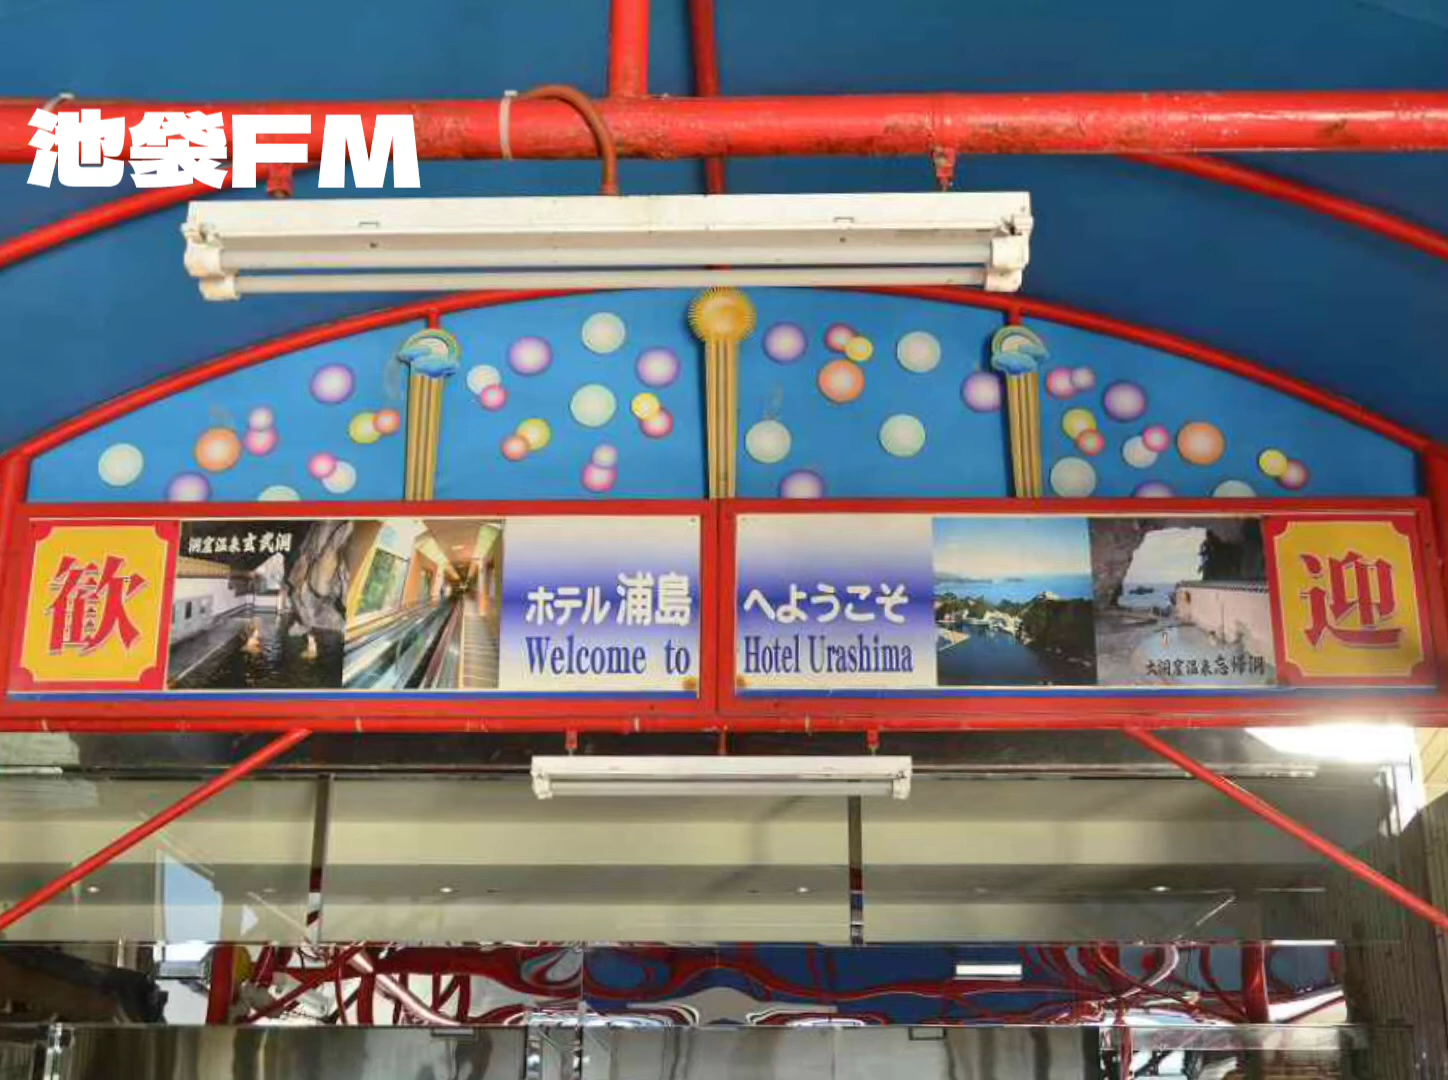 池袋FM
歓
洞窟温泉玄武洞
ホテル浦島
Welcome to
へようこそ
Hotel Urashima
大洞窟温泉忘帰洞
迎